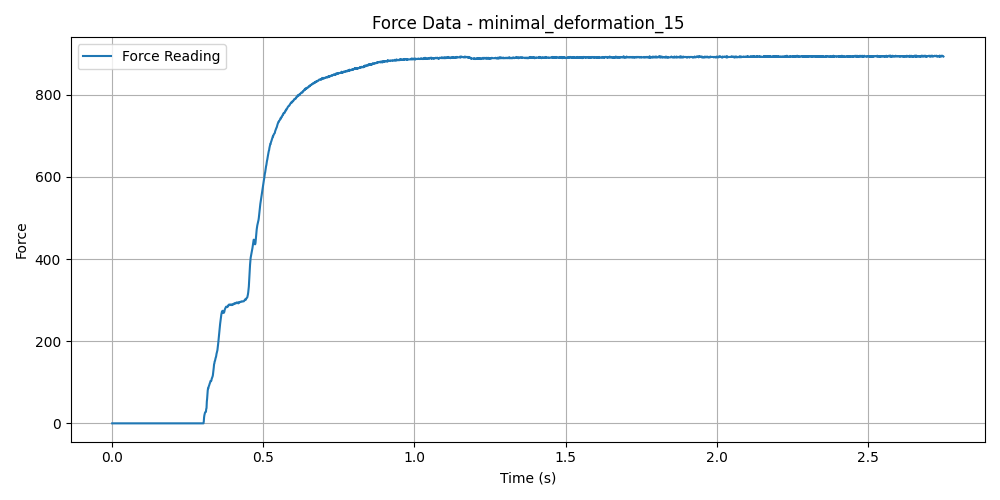 Force Data - minimal_deformation_15
Force Reading
800
600
400
200
0
Force
0.0 0.5 1.0 1.5 2.0 2.5
Time (s)